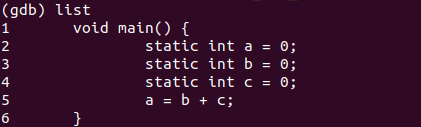 (gdb) list
1       void main() {
2               static int a = 0;
3               static int b = 0;
4               static int c = 0;
5               a = b + c;
6       }